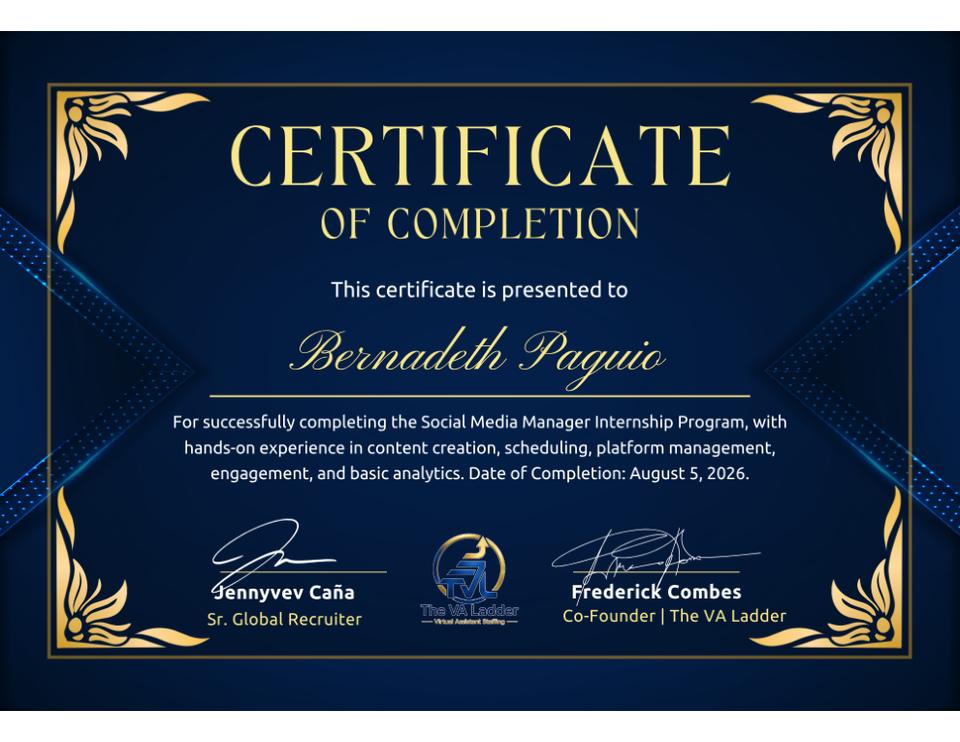 CERTIFICATE
OF COMPLETION
This certificate is presented to
Bernadeth Paguio
For successfully completing the Social Media Manager Internship Program, with
hands-on experience in content creation, scheduling, platform management,
engagement, and basic analytics. Date of Completion: August 5, 2026.
Jennyvev Caña
Sr. Global Recruiter
TVL
The VA Ladder
Virtual Assistant Staffing
Frederick Combes
Co-Founder | The VA Ladder